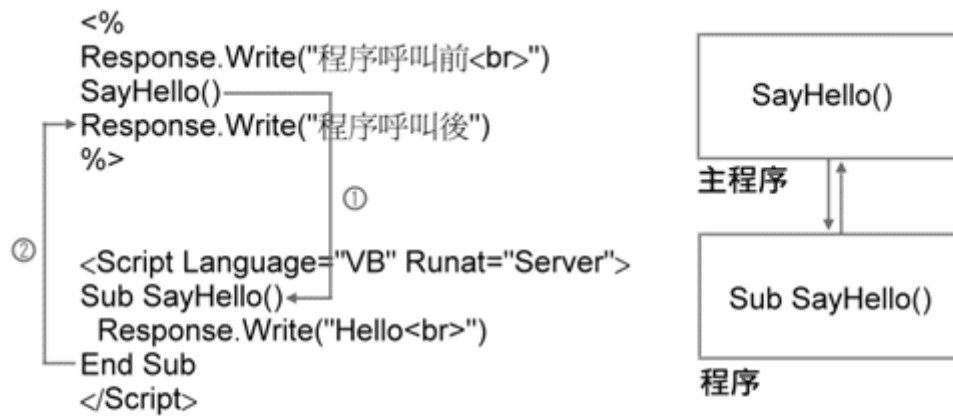 <%
Response.Write("程序呼叫前<br>")
SayHello()
Response.Write("程序呼叫後")
%>
①
②
<Script Language="VB" Runat="Server">
Sub SayHello()
Response.Write("Hello<br>")
End Sub
</Script>
SayHello()
主程序
Sub SayHello()
程序